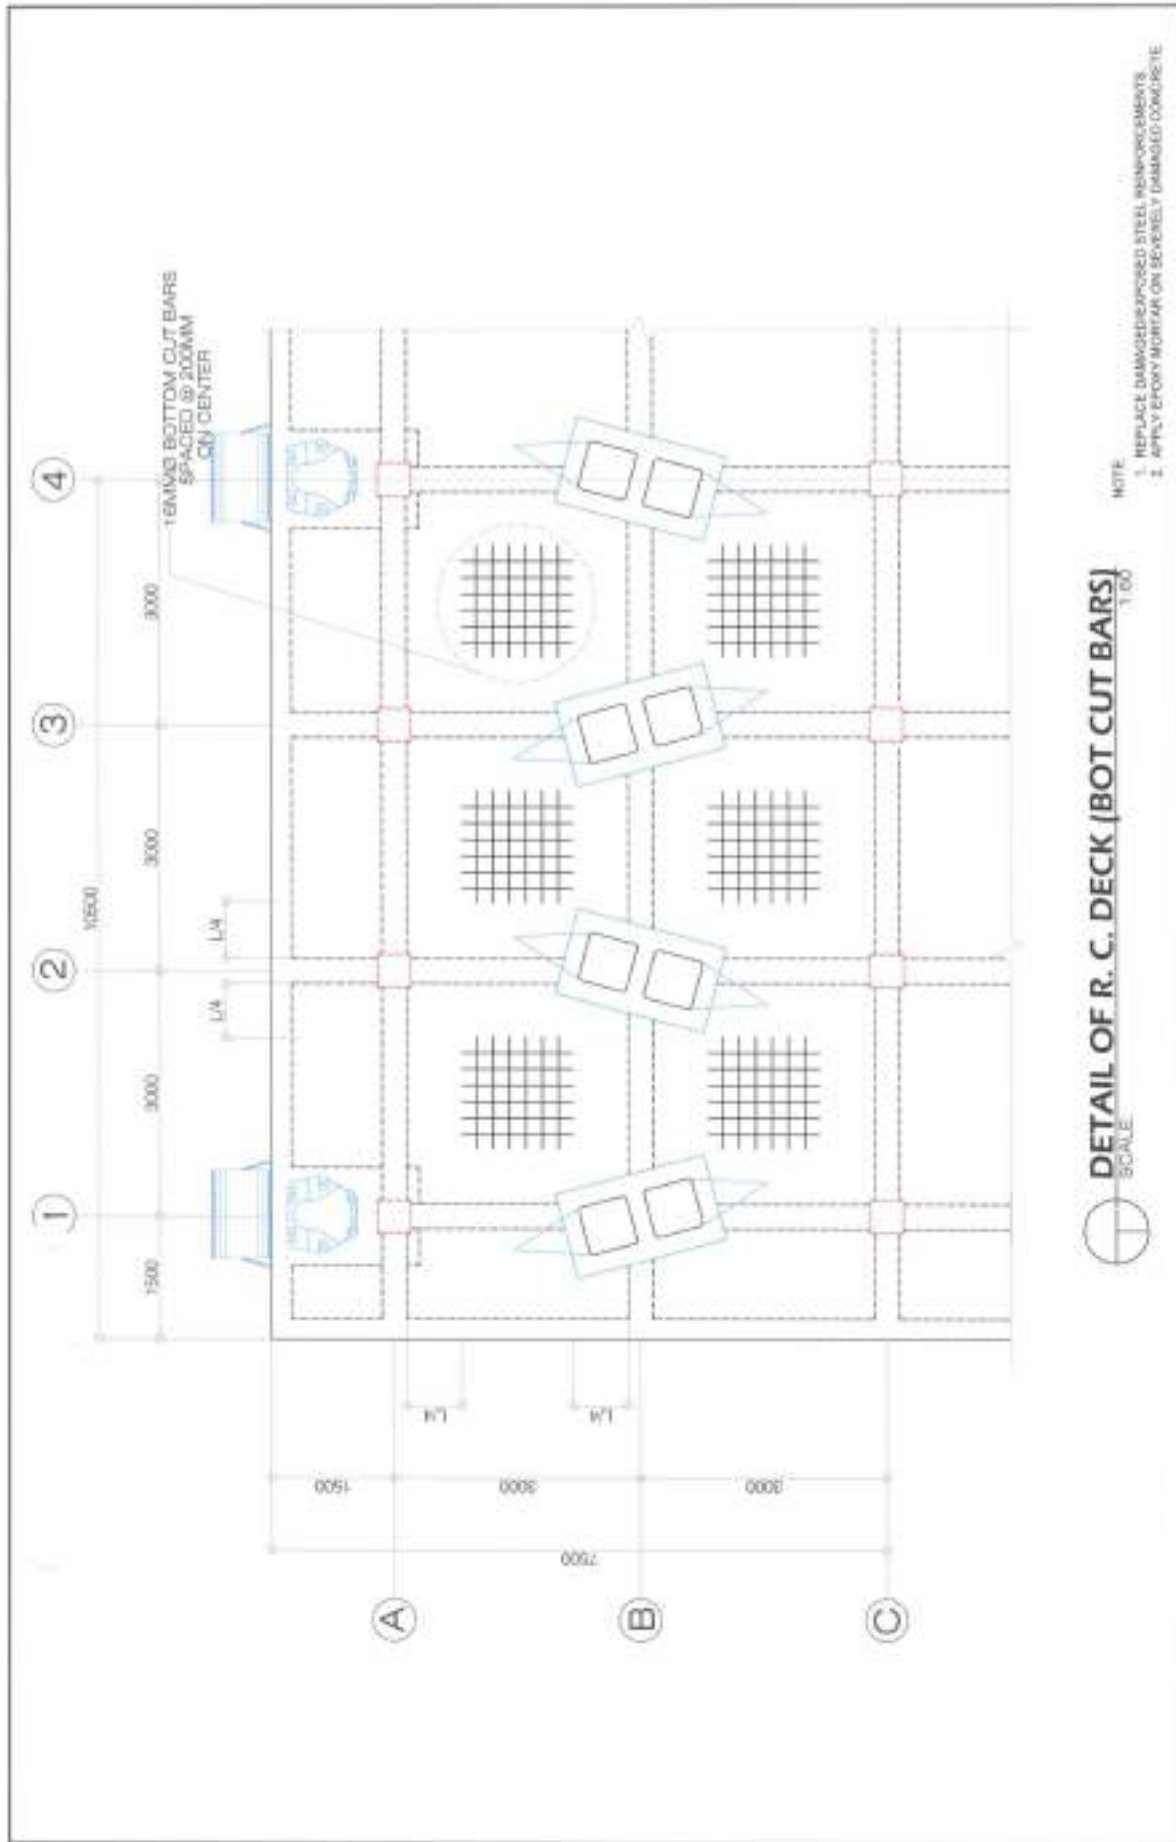 1
2
3
4
10500
1500
3000
3000
3000
L/4
L/4
16MMØ BOTTOM CUT BARS
SPACED @ 200MM
ON CENTER
A
B
C
7500
1500
3000
3000
L/4
L/4
DETAIL OF R. C. DECK (BOT CUT BARS)
SCALE
1:60
NOTE
1. REPLACE DAMAGED/EXPOSED STEEL REINFORCEMENTS
2. APPLY EPOXY MORTAR ON SEVERELY DAMAGED CONCRETE